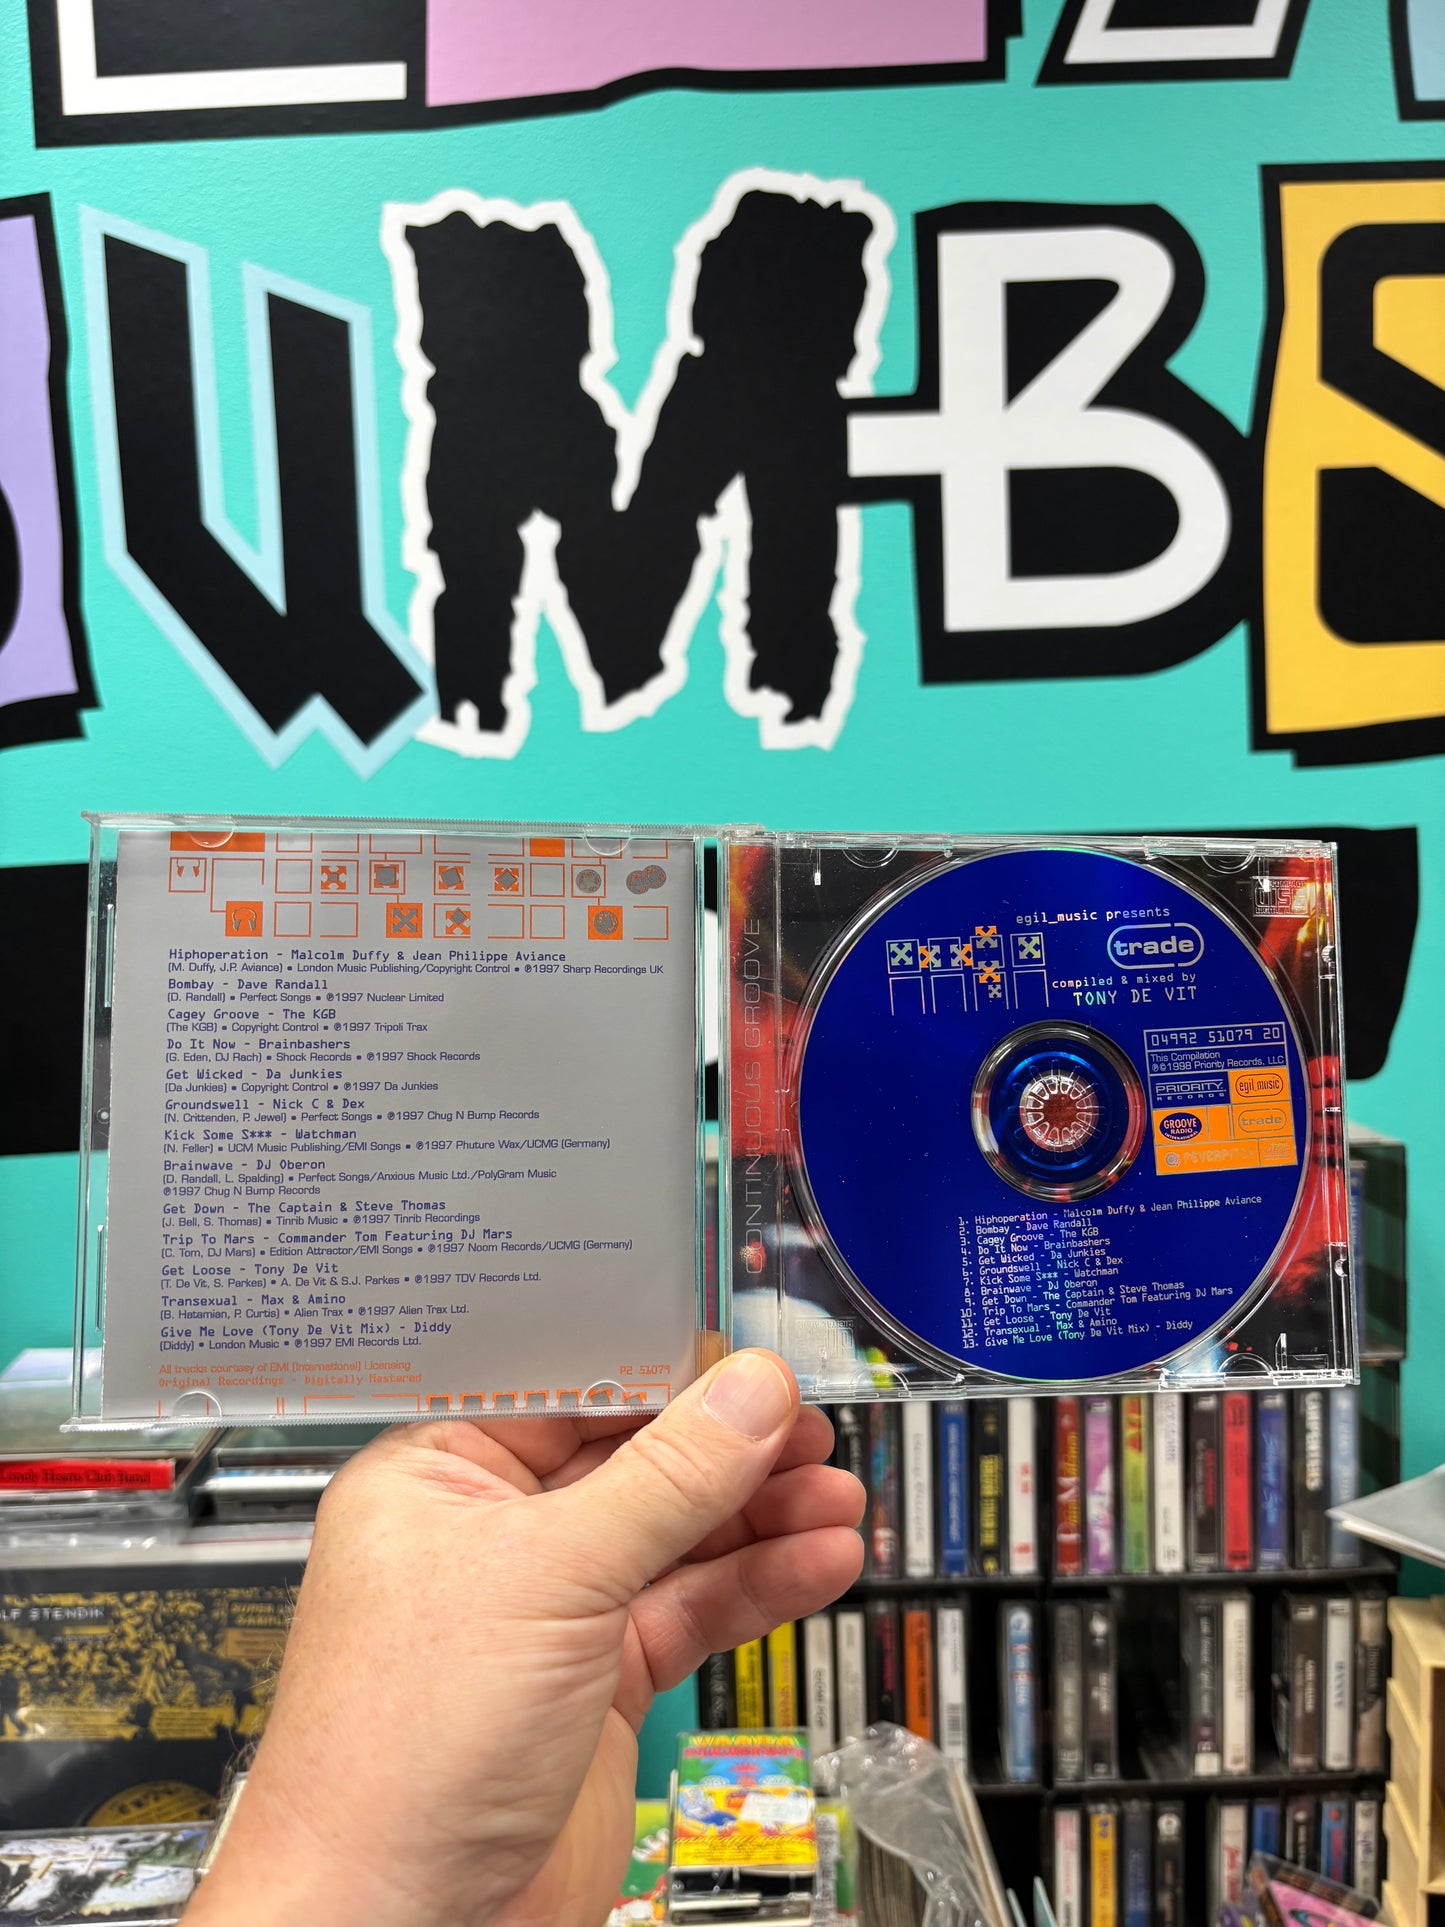 UMBS
Hiphoperation - Malcolm Duffy & Jean Philippe Aviance
(M. Duffy, J.P. Aviance) • London Music Publishing/Copyright Control • ℗1997 Sharp Recordings UK
Bombay - Dave Randall
(D. Randall) • Perfect Songs • ℗1997 Nuclear Limited
Cagey Groove - The KGB
(The KGB) • Copyright Control • ℗1997 Tripoli Trax
Do It Now - Brainbashers
(G. Eden, DJ Rach) • Shock Records • ℗1997 Shock Records
Get Wicked - Da Junkies
(Da Junkies) • Copyright Control • ℗1997 Da Junkies
Groundswell - Nick C & Dex
(N. Crittenden, P. Jewel) • Perfect Songs • ℗1997 Chug N Bump Records
Kick Some S*** - Watchman
(N. Feller) • UCM Music Publishing/EMI Songs • ℗1997 Phuture Wax/UCMG (Germany)
Brainwave - DJ Oberon
(D. Randall, L. Spalding) • Perfect Songs/Anxious Music Ltd./PolyGram Music
℗1997 Chug N Bump Records
Get Down - The Captain & Steve Thomas
(J. Bell, S. Thomas) • Tinrib Music • ℗1997 Tinrib Recordings
Trip To Mars - Commander Tom Featuring DJ Mars
(C. Tom, DJ Mars) • Edition Attractor/EMI Songs • ℗1997 Noom Records/UCMG (Germany)
Get Loose - Tony De Vit
(T. De Vit, S. Parkes) • A. De Vit & S.J. Parkes • ℗1997 TDV Records Ltd.
Transexual - Max & Amino
(B. Hatamian, P. Curtis) • Alien Trax • ℗1997 Alien Trax Ltd.
Give Me Love (Tony De Vit Mix) - Diddy
(Diddy) • London Music • ℗1997 EMI Records Ltd.
All tracks courtesy of EMI (International) Licensing
Original Recordings - Digitally Mastered
P2 51079
CONTINUOUS GROOVE
egil_music presents
trade
compiled & mixed by
TONY DE VIT
04992 51079 20
This Compilation
℗©1998 Priority Records, LLC
PRIORITY
RECORDS
egil_music
GROOVE
RADIO
INTERNATIONAL
trade
FEVERPITCH
1. Hiphoperation - Malcolm Duffy & Jean Philippe Aviance
2. Bombay - Dave Randall
3. Cagey Groove - The KGB
4. Do It Now - Brainbashers
5. Get Wicked - Da Junkies
6. Groundswell - Nick C & Dex
7. Kick Some S*** - Watchman
8. Brainwave - DJ Oberon
9. Get Down - The Captain & Steve Thomas
10. Trip To Mars - Commander Tom Featuring DJ Mars
11. Get Loose - Tony De Vit
12. Transexual - Max & Amino
13. Give Me Love (Tony De Vit Mix) - Diddy
Lonely Hearts Club Band